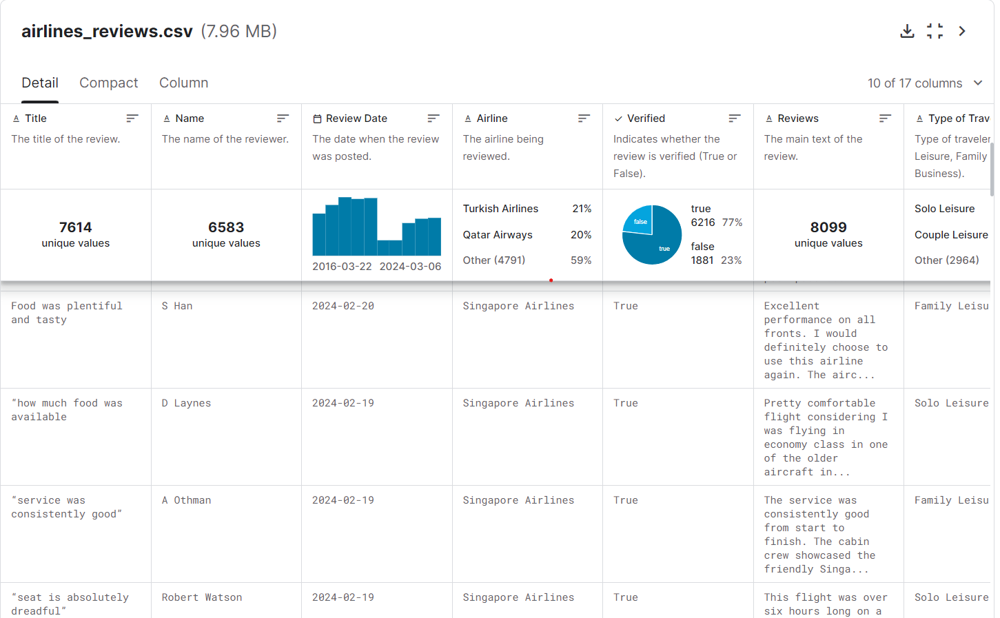 airlines_reviews.csv (7.96 MB)
Detail Compact Column
10 of 17 columns
Title
The title of the review.
Name
The name of the reviewer.
Review Date
The date when the review
was posted.
Airline
The airline being
reviewed.
Verified
Indicates whether the
review is verified (True or
False).
Reviews
The main text of the
review.
Type of Trav
Type of traveler
Leisure, Family
Business).
7614
unique values
6583
unique values
2016-03-22 2024-03-06
Turkish Airlines 21%
Qatar Airways 20%
Other (4791) 59%
false
true
true
6216 77%
false
1881 23%
8099
unique values
Solo Leisure
Couple Leisure
Other (2964)
Food was plentiful
and tasty
S Han
2024-02-20
Singapore Airlines
True
Excellent
performance on all
fronts. I would
definitely choose to
use this airline
again. The airc...
Family Leisu
“how much food was
available
D Laynes
2024-02-19
Singapore Airlines
True
Pretty comfortable
flight considering I
was flying in
economy class in one
of the older
aircraft in...
Solo Leisure
“service was
consistently good”
A Othman
2024-02-19
Singapore Airlines
True
The service was
consistently good
from start to
finish. The cabin
crew showcased the
friendly Singa...
Family Leisu
“seat is absolutely
dreadful”
Robert Watson
2024-02-19
Singapore Airlines
True
This flight was over
six hours long on a
Solo Leisure